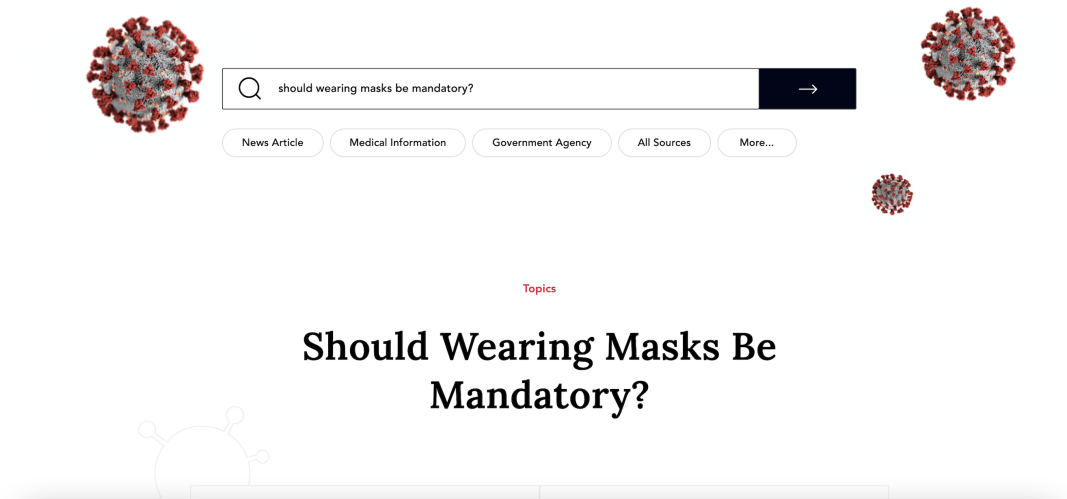 should wearing masks be mandatory?
News Article
Medical Information
Government Agency
All Sources
More...
Topics
Should Wearing Masks Be
Mandatory?